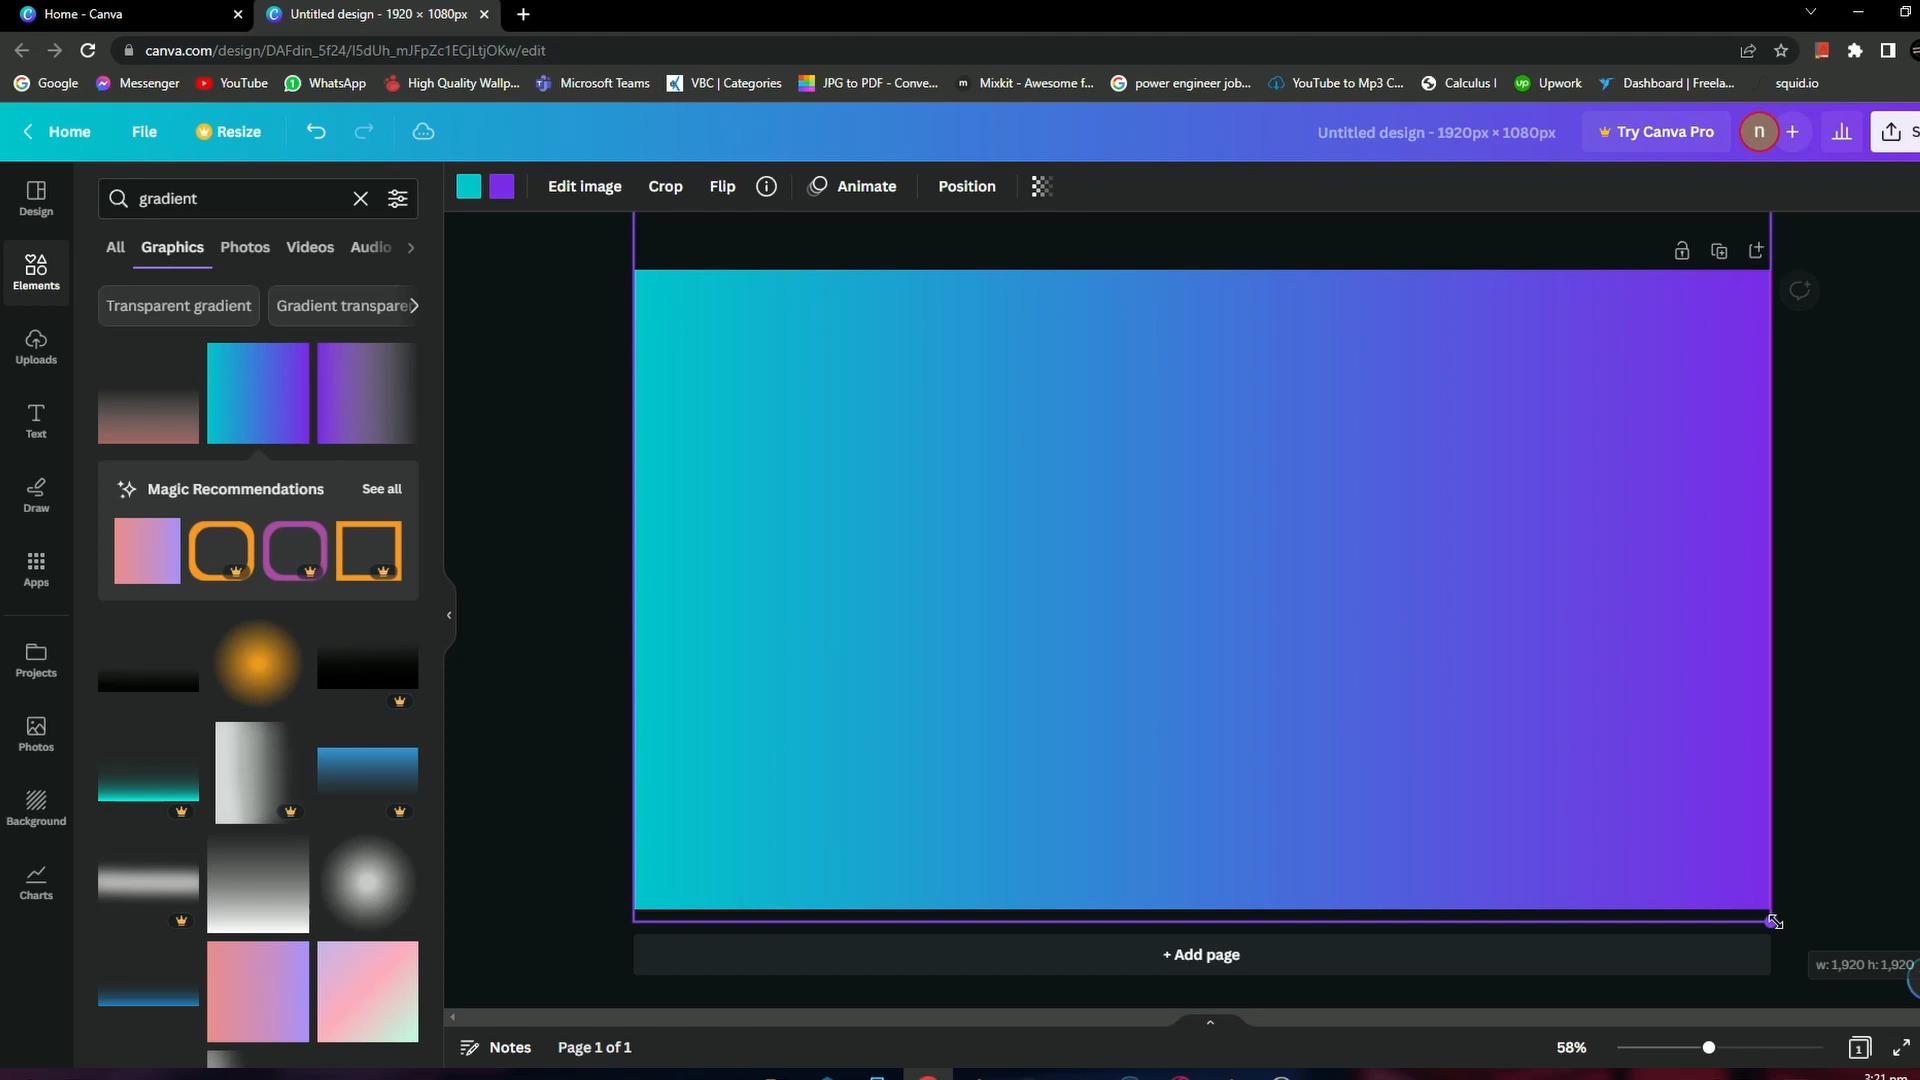 Home - Canva
Untitled design - 1920 × 1080px
canva.com/design/DAFdin_5f24/I5dUh_mJFpZc1ECjLtjOKw/edit
Google
Messenger
YouTube
WhatsApp
High Quality Wallp...
Microsoft Teams
VBC | Categories
JPG to PDF - Conve...
Mixkit - Awesome f...
power engineer job...
YouTube to Mp3 C...
Calculus I
Upwork
Dashboard | Freela...
squid.io
Home
File
Resize
Untitled design - 1920px × 1080px
Try Canva Pro
n
S
Design
Elements
Uploads
Text
Draw
Apps
Projects
Photos
Background
Charts
gradient
All
Graphics
Photos
Videos
Audio
Transparent gradient
Gradient transpare
Magic Recommendations
See all
Edit image
Crop
Flip
Animate
Position
+ Add page
w: 1,920 h: 1,920
Notes
Page 1 of 1
58%
1
3:21 pm